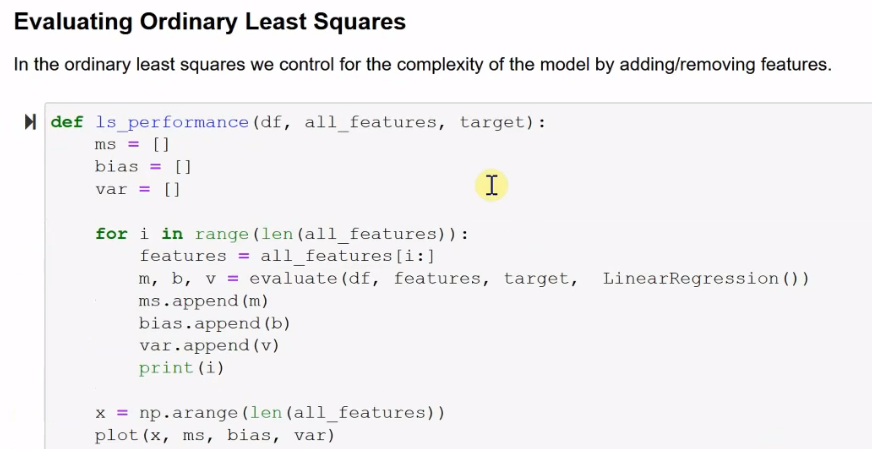 Evaluating Ordinary Least Squares
In the ordinary least squares we control for the complexity of the model by adding/removing features.
def ls_performance(df, all_features, target):
    ms = []
    bias = []
    var = []
    for i in range(len(all_features)):
        features = all_features[i:]
        m, b, v = evaluate(df, features, target,  LinearRegression())
        ms.append(m)
        bias.append(b)
        var.append(v)
        print(i)
    x = np.arange(len(all_features))
    plot(x, ms, bias, var)